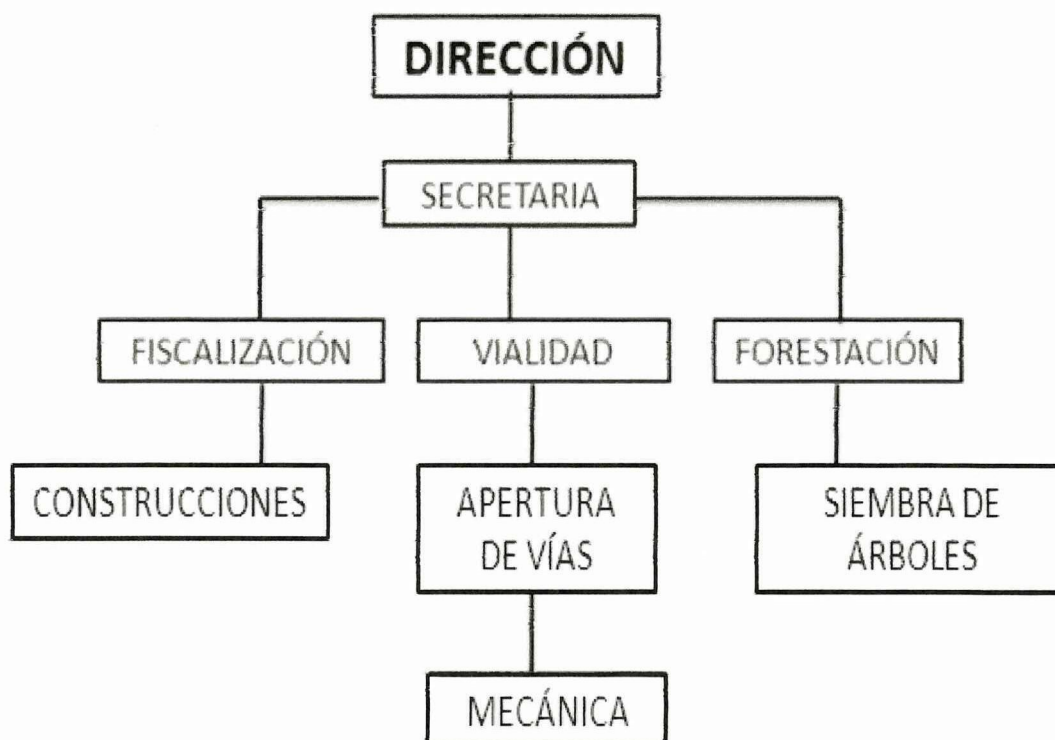 DIRECCIÓN
SECRETARIA
FISCALIZACIÓN
VIALIDAD
FORESTACIÓN
CONSTRUCCIONES
APERTURA
DE VÍAS
SIEMBRA DE
ÁRBOLES
MECÁNICA